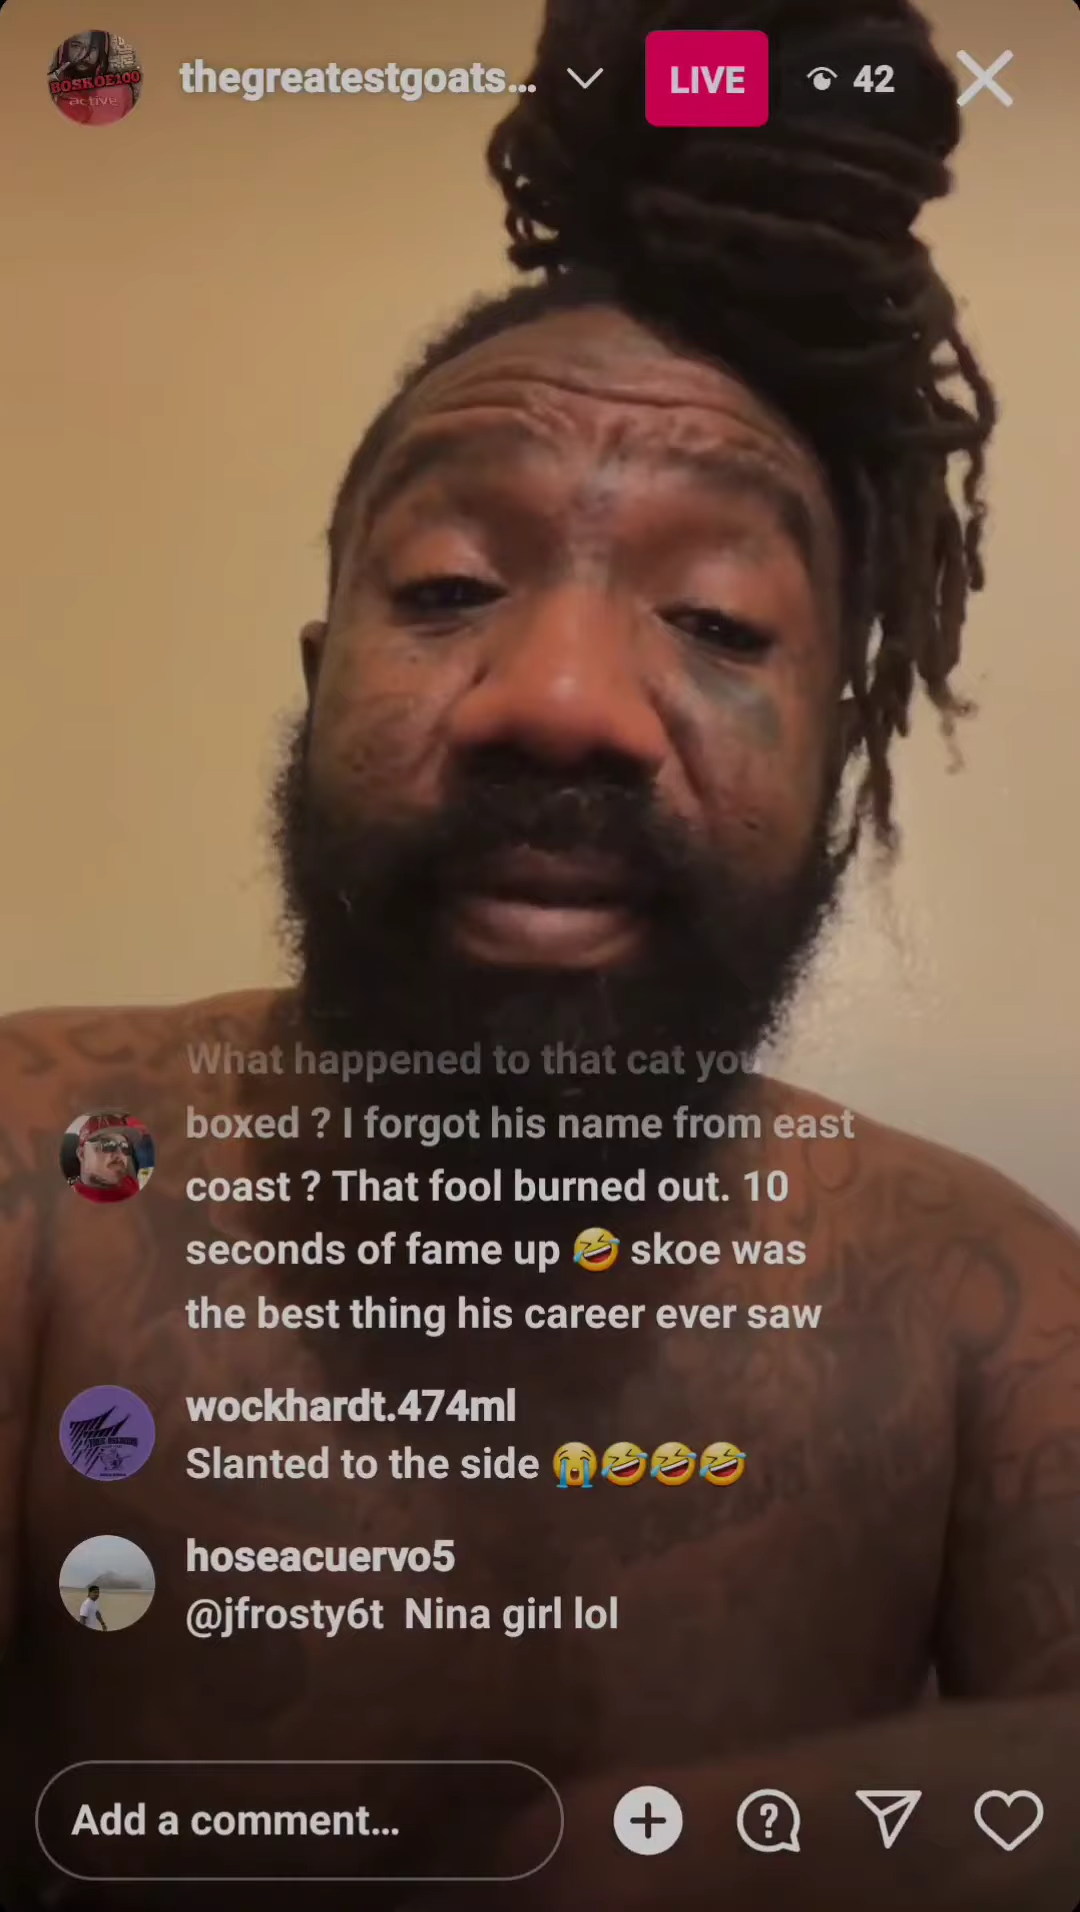 BOSKOE100
active
thegreatestgoats...
LIVE
42
What happened to that cat you
boxed ? I forgot his name from east
coast ? That fool burned out. 10
seconds of fame up 🤣 skoe was
the best thing his career ever saw
wockhardt.474ml
Slanted to the side 😭🤣🤣🤣
hoseacuervo5
@jfrosty6t Nina girl lol
Add a comment...